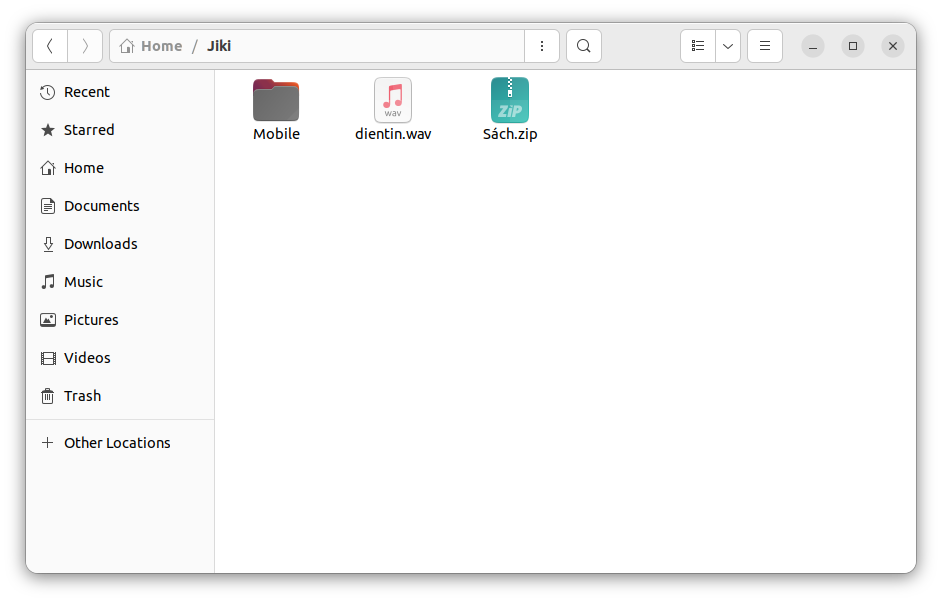 Home / Jiki
Recent
Starred
Home
Documents
Downloads
Music
Pictures
Videos
Trash
Other Locations
wav
ZiP
Mobile
dientin.wav
Sách.zip